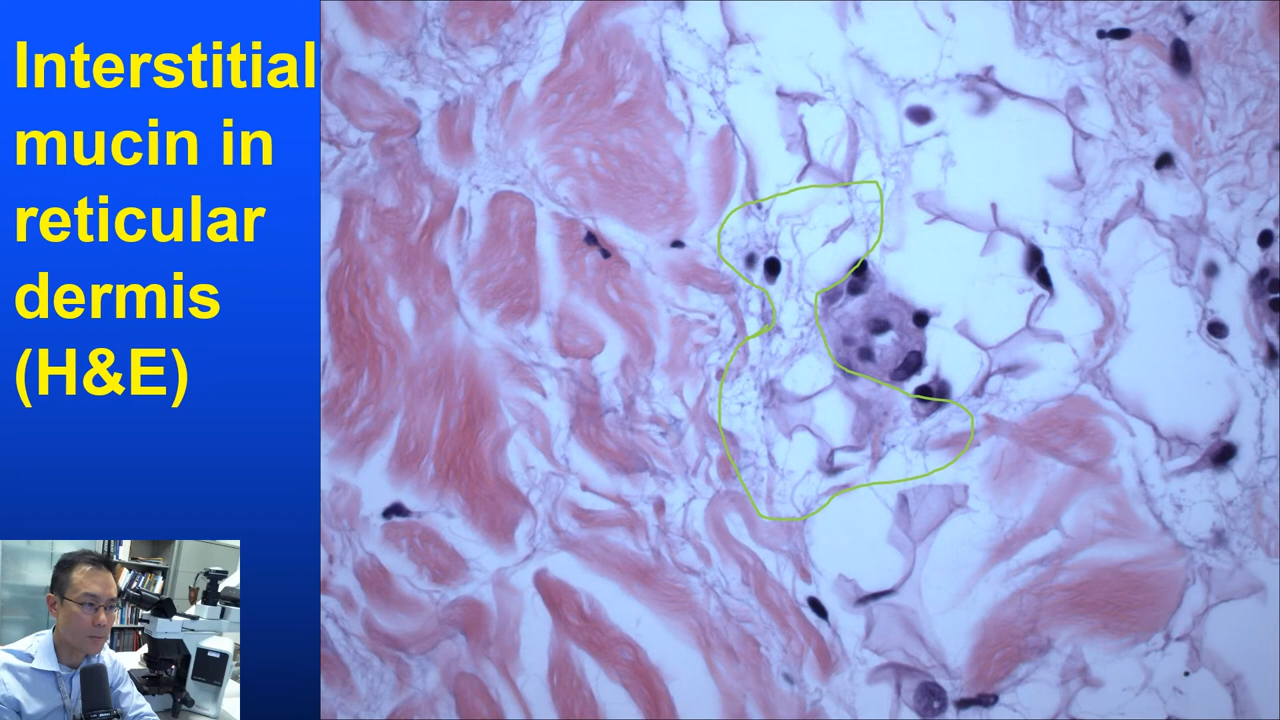 Interstitial
mucin in
reticular
dermis
(H&E)